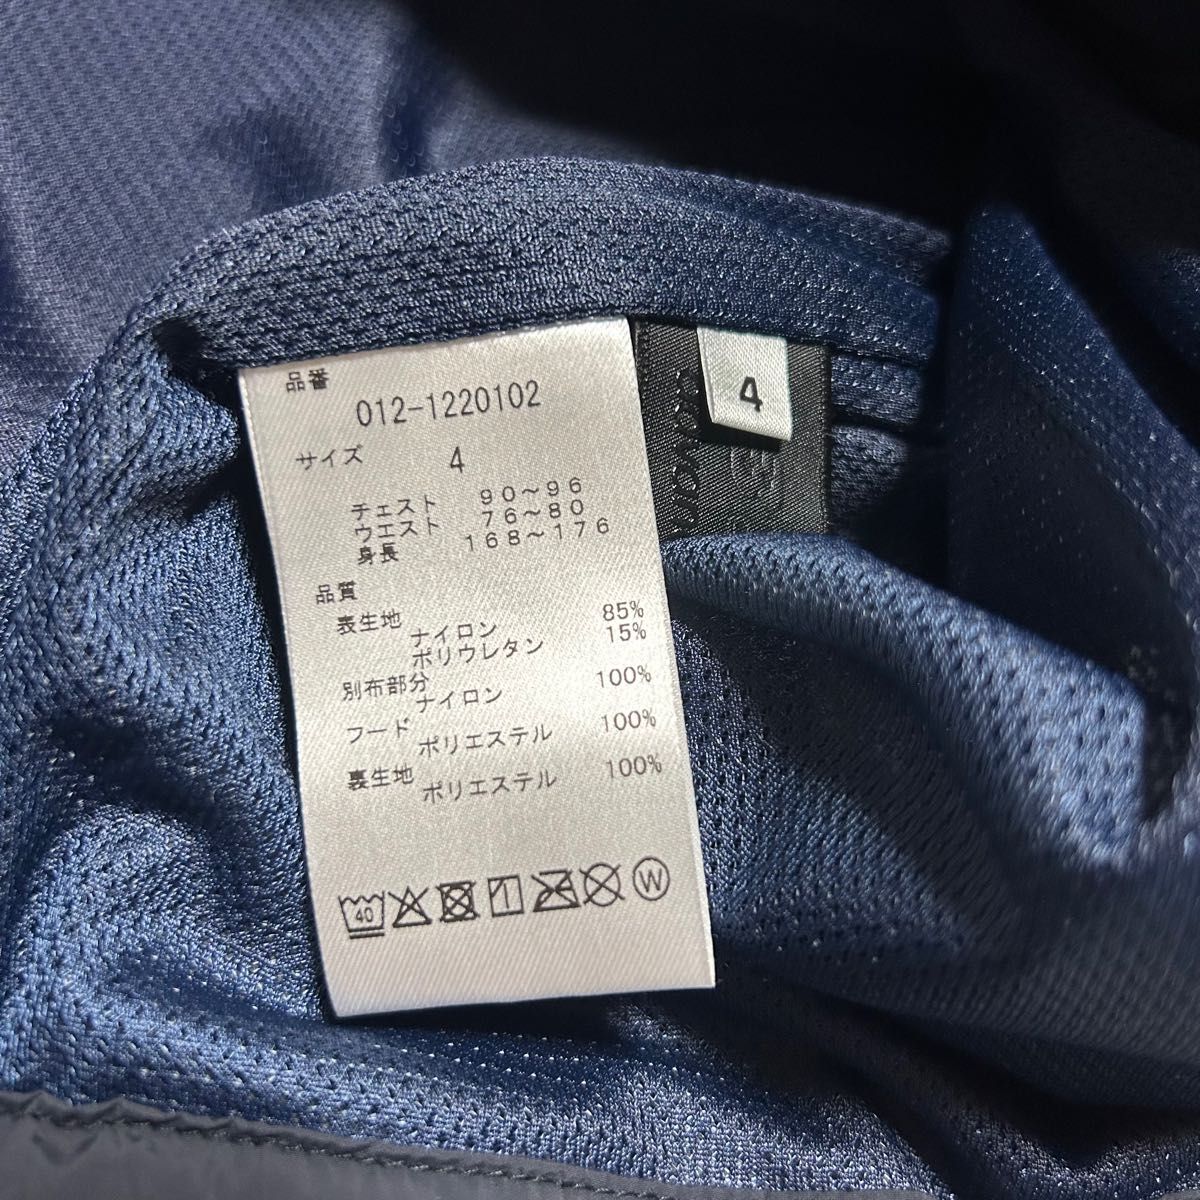 品番
012-1220102
サイズ 4
チェスト 90～96
ウエスト 76～80
身長 168～176
品質
表生地
ナイロン 85%
ポリウレタン 15%
別布部分
ナイロン 100%
フード
ポリエステル 100%
裏生地
ポリエステル 100%
40
W
4